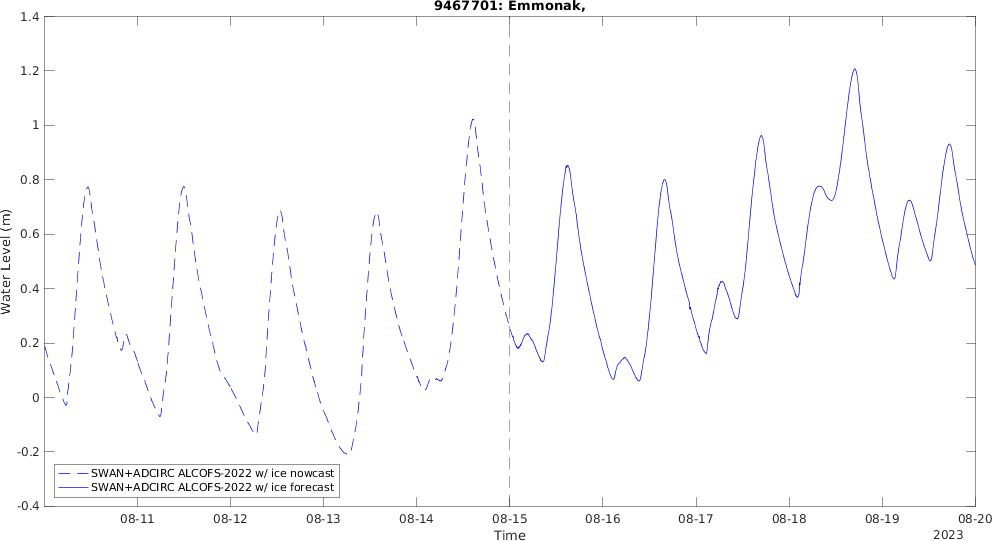 9467701: Emmonak,
1.4
1.2
1
0.8
0.6
0.4
0.2
0
-0.2
-0.4
Water Level (m)
SWAN+ADCIRC ALCOFS-2022 w/ ice nowcast
SWAN+ADCIRC ALCOFS-2022 w/ ice forecast
08-11 08-12 08-13 08-14 08-15 08-16 08-17 08-18 08-19 08-20
Time
2023